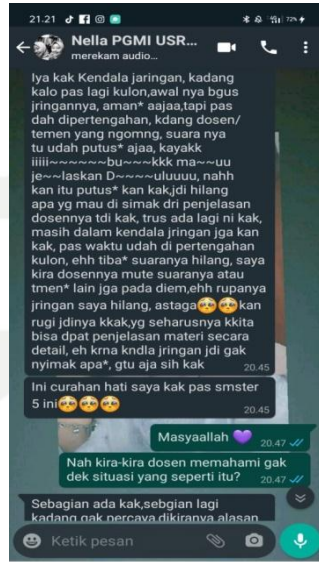 21.21
72%
Nella PGMI USR...
merekam audio...
Iya kak Kendala jaringan, kadang
kalo pas lagi kulon,awal nya bgus
jringannya, aman* aajaa,tapi pas
dah dipertengahan, kdang dosen/
temen yang ngomng, suara nya
tu udah putus* ajaa, kayakk
iiiii~~~~~~bu~~~kkk ma~~uu
je~~laskan D~~~~uluuuu, nahh
kan itu putus* kan kak,jdi hilang
apa yg mau di simak dri penjelasan
dosennya tdi kak, trus ada lagi ni kak,
masih dalam kendala jringan jga kan
kak, pas waktu udah di pertengahan
kulon, ehh tiba* suaranya hilang, saya
kira dosennya mute suaranya atau
tmen* lain jga pada diem,ehh rupanya
jringan saya hilang, astaga🥺🥺kan
rugi jdinya kkak,yg seharusnya kkita
bisa dpat penjelasan materi secara
detail, eh krna kndla jringan jdi gak
nyimak apa*, gtu aja sih kak
20.45
Ini curahan hati saya kak pas smster
5 ini🥺🥺🥺
20.45
Masyaallah 💜
20.47
Nah kira-kira dosen memahami gak
dek situasi yang seperti itu?
20.47
Sebagian ada kak,sebgian lagi
kadang gak percaya dikiranya alasan
Ketik pesan